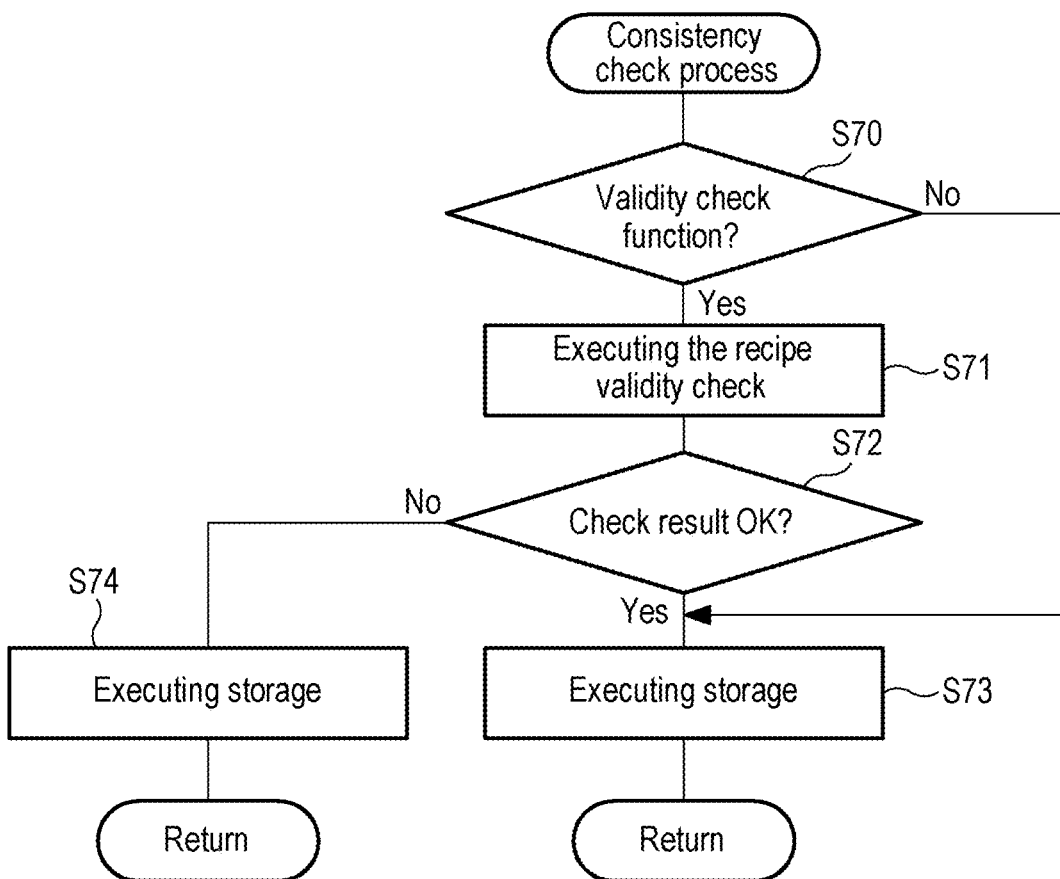 Consistency
check process
S70
Validity check
function?
No
Yes
Executing the recipe
validity check
S71
S72
No
Check result OK?
S74
Yes
Executing storage
Executing storage
S73
Return
Return